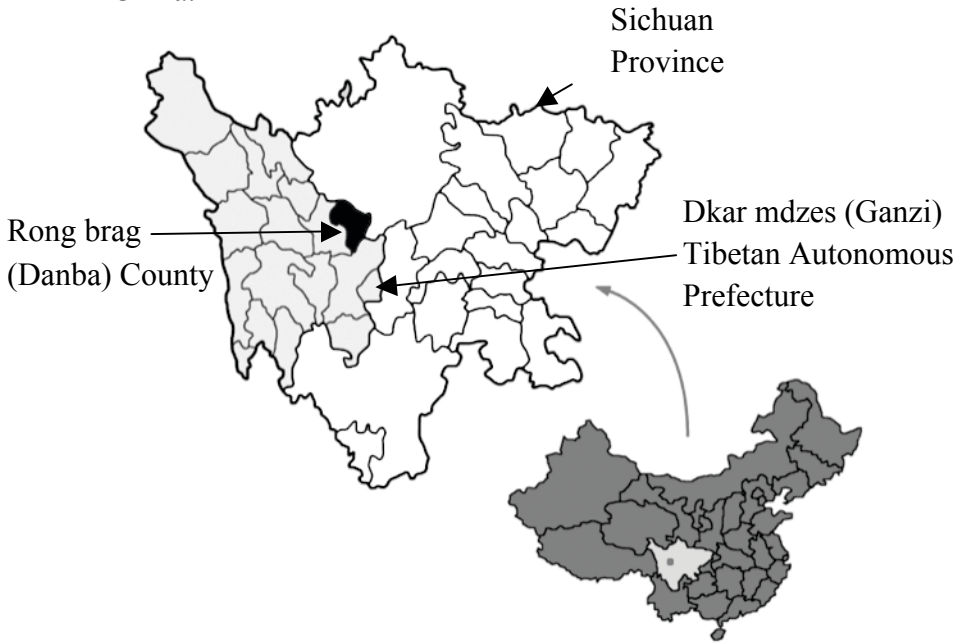 Sichuan
Province
Rong brag
(Danba) County
Dkar mdzes (Ganzi)
Tibetan Autonomous
Prefecture